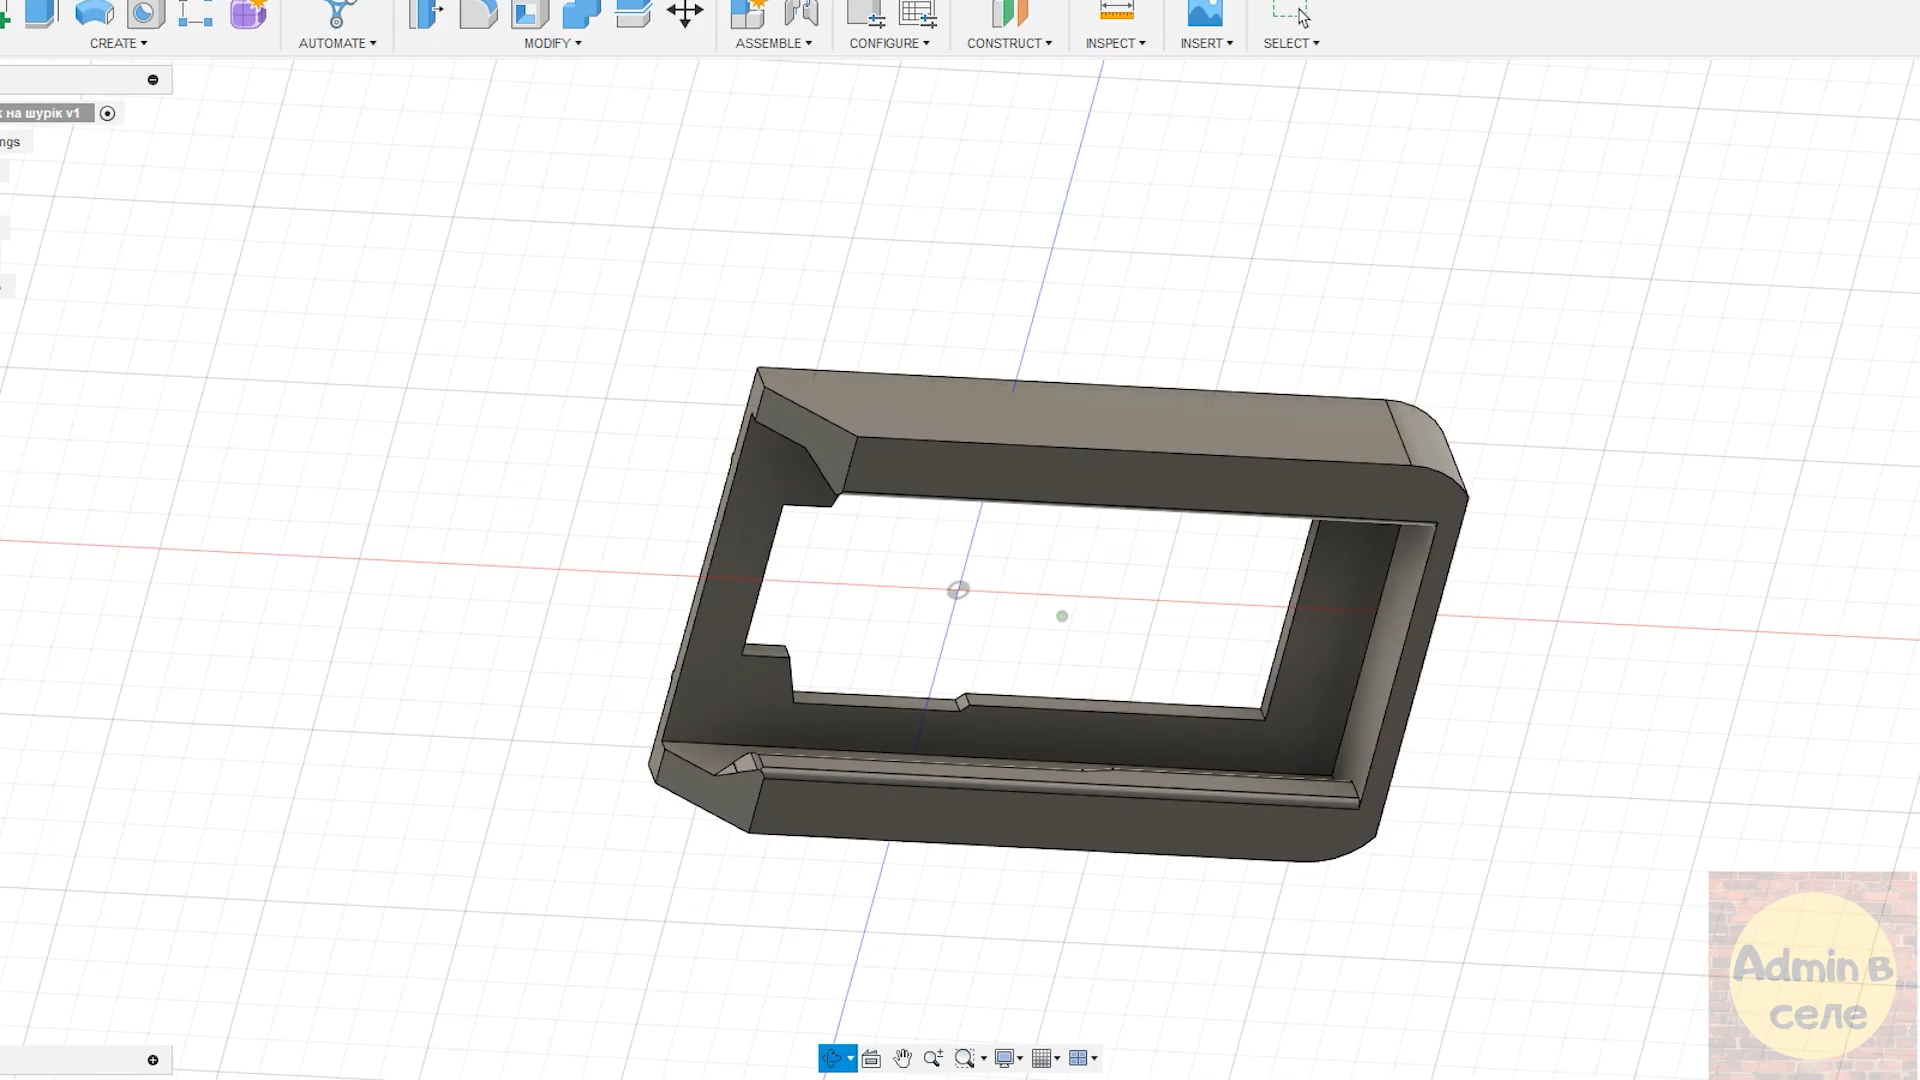 CREATE
AUTOMATE
MODIFY
ASSEMBLE
CONFIGURE
CONSTRUCT
INSPECT
INSERT
SELECT
на шурік v1
ngs
Admin в
селе